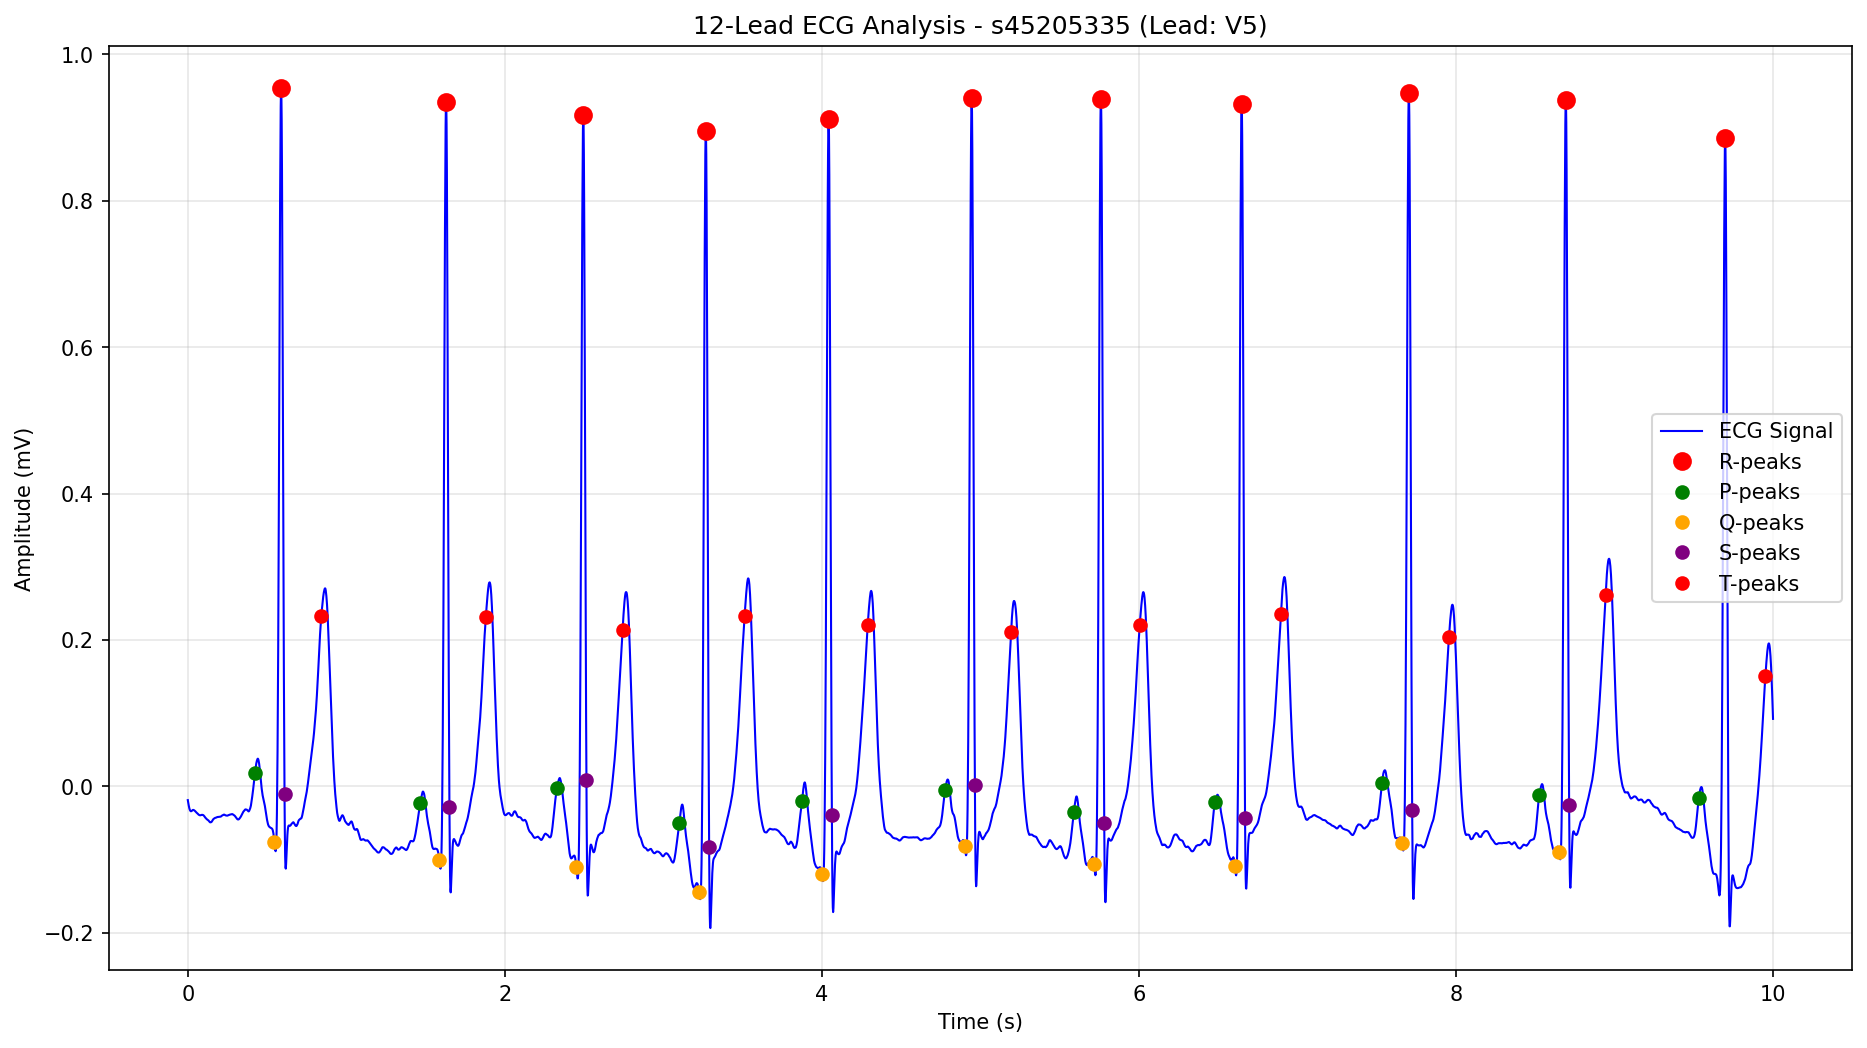 12-Lead ECG Analysis - s45205335 (Lead: V5)
Amplitude (mV)
1.0
0.8
0.6
0.4
0.2
0.0
−0.2
ECG Signal
R-peaks
P-peaks
Q-peaks
S-peaks
T-peaks
0
2
4
6
8
10
Time (s)